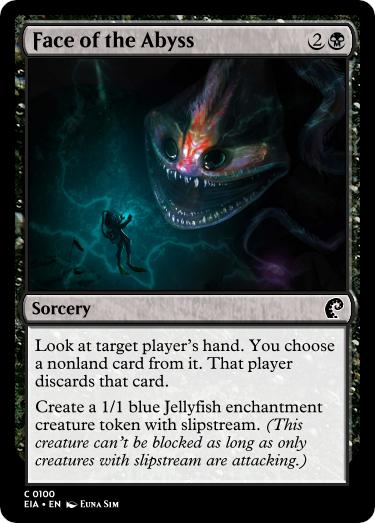 Face of the Abyss 2
Sorcery
Look at target player's hand. You choose
a nonland card from it. That player
discards that card.
Create a 1/1 blue Jellyfish enchantment
creature token with slipstream. (This
creature can't be blocked as long as only
creatures with slipstream are attacking.)
C 0100
EIA • EN Euna Sim